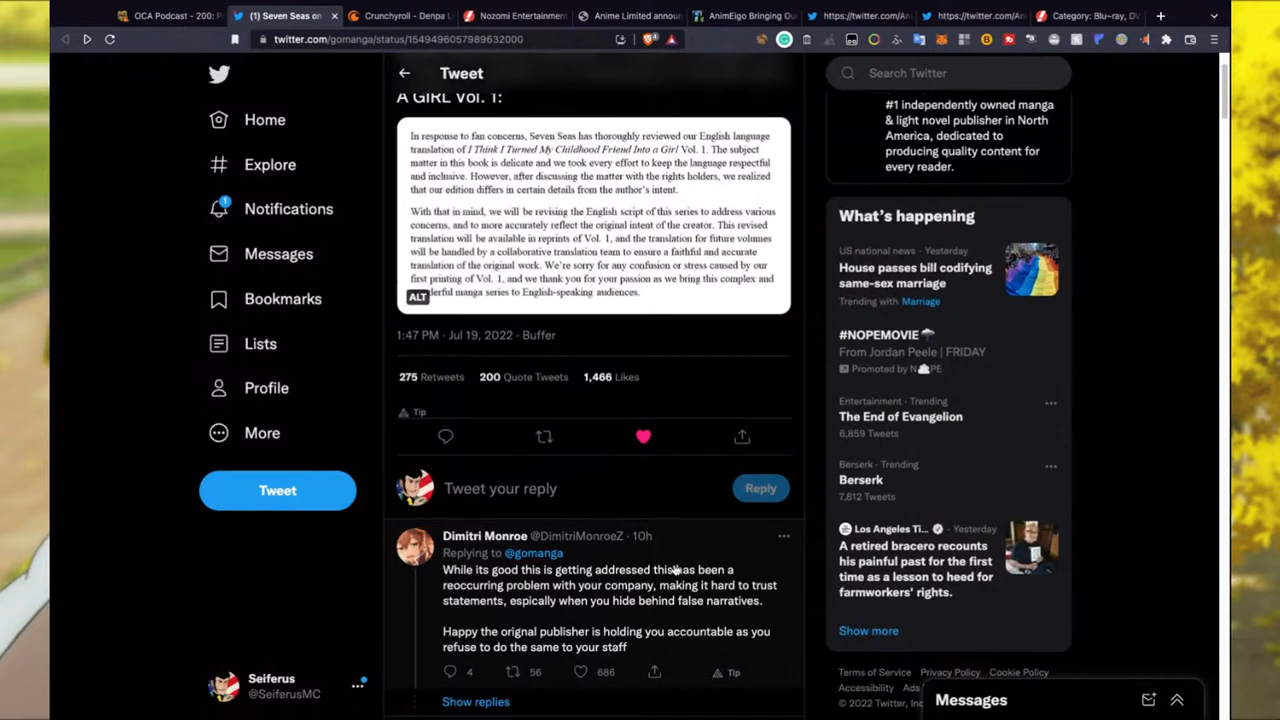 OCA Podcast - 200: P
(1) Seven Seas on
Crunchyroll - Denpa L
Nozomi Entertainment
Anime Limited announ
AnimEigo Bringing Ou
https://twitter.com/An
https://twitter.com/An
Category: Blu-ray, DV
twitter.com/gomanga/status/1549496057989632000
Home
Explore
1
Notifications
Messages
Bookmarks
Lists
Profile
More
Tweet
Seiferus
@SeiferusMC
Tweet
A GIRL Vol. 1:
In response to fan concerns, Seven Seas has thoroughly reviewed our English language
translation of I Think I Turned My Childhood Friend Into a Girl Vol. 1. The subject
matter in this book is delicate and we took every effort to keep the language respectful
and inclusive. However, after discussing the matter with the rights holders, we realized
that our edition differs in certain details from the author's intent.
With that in mind, we will be revising the English script of this series to address various
concerns, and to more accurately reflect the original intent of the creator. This revised
translation will be available in reprints of Vol. 1, and the translation for future volumes
will be handled by a collaborative translation team to ensure a faithful and accurate
translation of the original work. We're sorry for any confusion or stress caused by our
first printing of Vol. 1, and we thank you for your passion as we bring this complex and
derful manga series to English-speaking audiences.
ALT
1:47 PM · Jul 19, 2022 · Buffer
275 Retweets 200 Quote Tweets 1,466 Likes
Tip
Tweet your reply
Reply
Dimitri Monroe @DimitriMonroeZ · 10h
Replying to @gomanga
While its good this is getting addressed this has been a
reoccurring problem with your company, making it hard to trust
statements, espically when you hide behind false narratives.
Happy the orignal publisher is holding you accountable as you
refuse to do the same to your staff
4 56 686 Tip
Show replies
Search Twitter
#1 independently owned manga
& light novel publisher in North
America, dedicated to
producing quality content for
every reader.
What's happening
US national news · Yesterday
House passes bill codifying
same-sex marriage
Trending with Marriage
#NOPEMOVIE
From Jordan Peele | FRIDAY
Promoted by N PE
Entertainment · Trending
The End of Evangelion
6,859 Tweets
Berserk · Trending
Berserk
7,812 Tweets
Los Angeles Ti... · Yesterday
A retired bracero recounts
his painful past for the first
time as a lesson to heed for
farmworkers' rights.
Show more
Terms of Service Privacy Policy Cookie Policy
Accessibility Ads
© 2022 Twitter, Inc
Messages